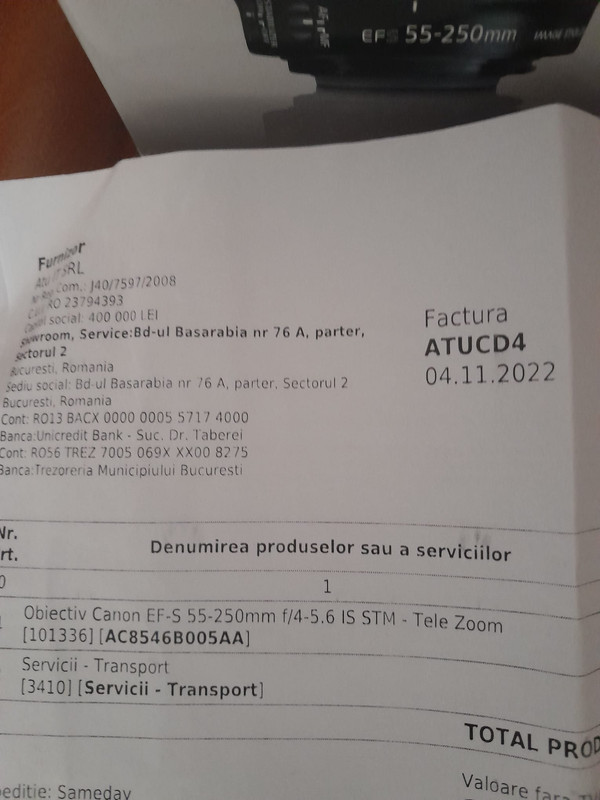 EFS 55-250mm IMAGE
Furnizor
SRL
Com.: J40/7597/2008
RO 23794393
social: 400 000 LEI
Showroom, Service:Bd-ul Basarabia nr 76 A, parter,
sectorul 2
Bucuresti, Romania
Sediu social: Bd-ul Basarabia nr 76 A, parter, Sectorul 2
Bucuresti, Romania
Cont: RO13 BACX 0000 0005 5717 4000
Banca:Unicredit Bank - Suc. Dr. Taberei
Cont: RO56 TREZ 7005 069X XX00 8275
Banca:Trezoreria Municipiului Bucuresti
Factura
ATUCD4
04.11.2022
Nr.
rt.
Denumirea produselor sau a serviciilor
0
1
Obiectiv Canon EF-S 55-250mm f/4-5.6 IS STM - Tele Zoom
[101336] [AC8546B005AA]
Servicii - Transport
[3410] [Servicii - Transport]
TOTAL PROD
Valoare fara
peditie: Sameday